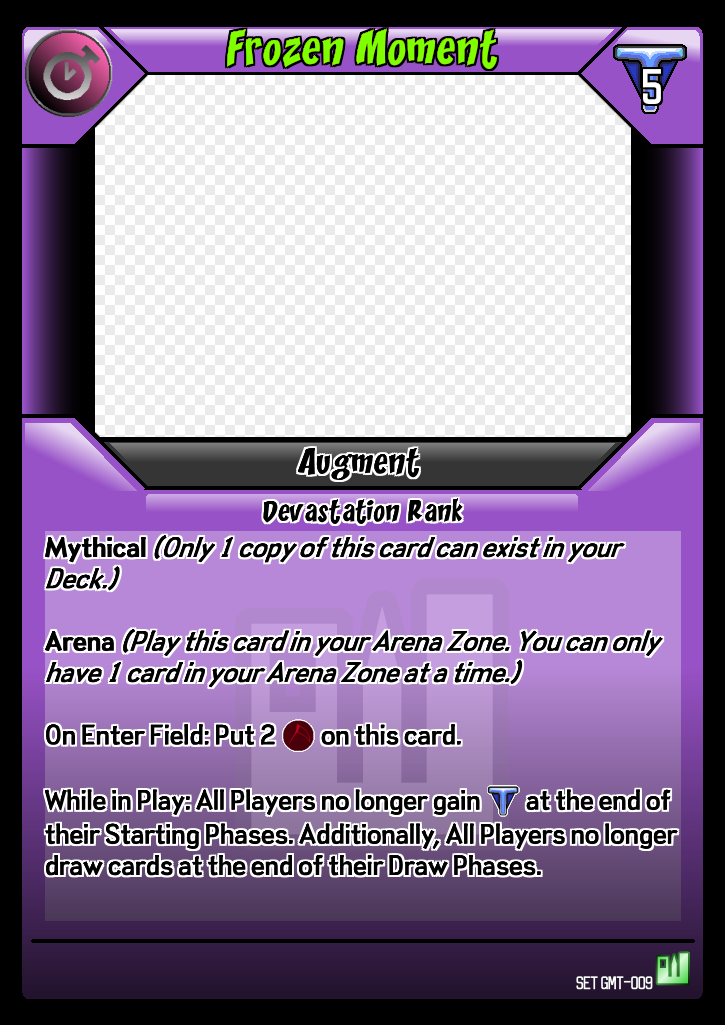 Frozen Moment
5
Augment
Devastation Rank
Mythical (Only 1 copy of this card can exist in your
Deck.)
Arena (Play this card in your Arena Zone. You can only
have 1 card in your Arena Zone at a time.)
On Enter Field: Put 2 on this card.
While in Play: All Players no longer gain T at the end of
their Starting Phases. Additionally, All Players no longer
draw cards at the end of their Draw Phases.
SET GMT-009